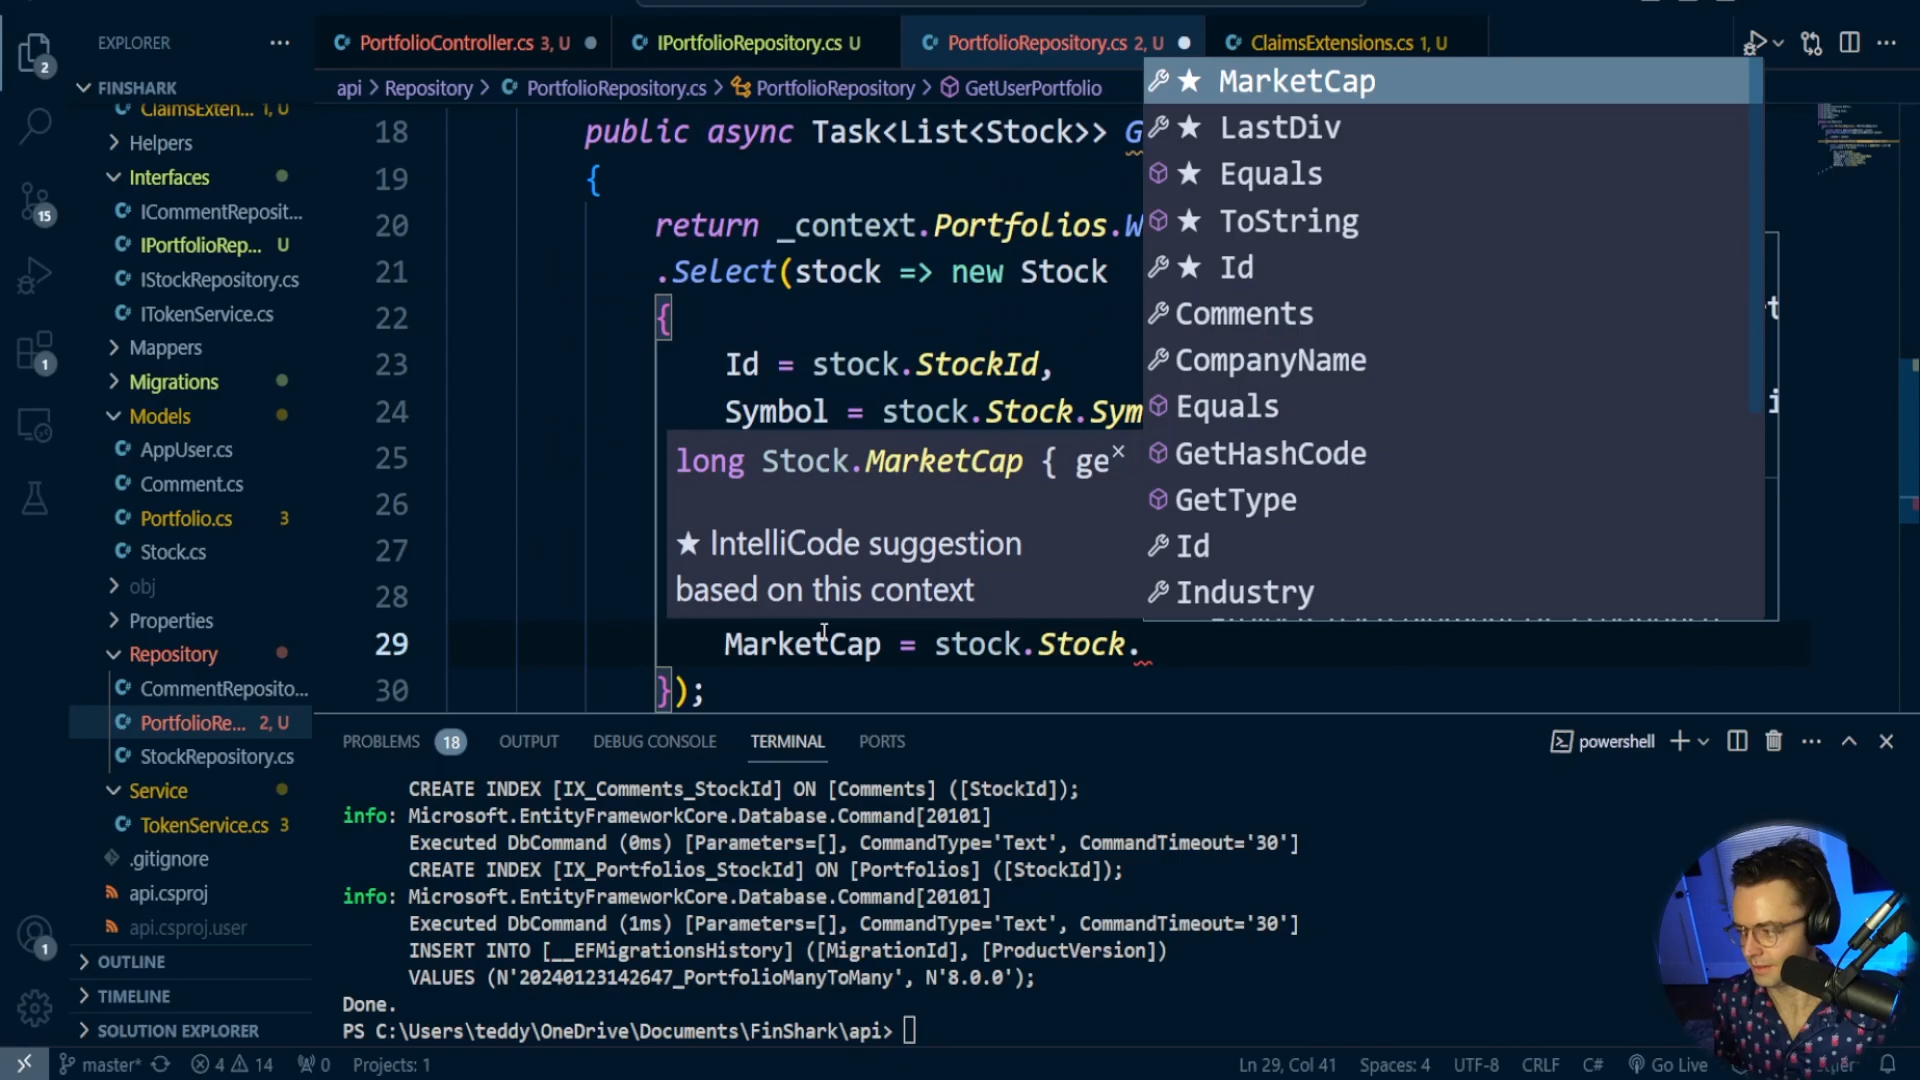 EXPLORER
PortfolioController.cs 3, U
IPortfolioRepository.cs U
PortfolioRepository.cs 2, U
ClaimsExtensions.cs 1, U
2
FINSHARK
api > Repository > PortfolioRepository.cs > PortfolioRepository > GetUserPortfolio
ClaimsExten... 1, U
Helpers
Interfaces
ICommentReposit...
IPortfolioRep... U
IStockRepository.cs
ITokenService.cs
Mappers
Migrations
Models
AppUser.cs
Comment.cs
Portfolio.cs 3
Stock.cs
obj
Properties
Repository
CommentReposito...
PortfolioRe... 2, U
StockRepository.cs
Service
TokenService.cs 3
.gitignore
api.csproj
api.csproj.user
OUTLINE
TIMELINE
SOLUTION EXPLORER
15
1
1
18 public async Task<List<Stock>> G
19 {
20 return _context.Portfolios.W
21 .Select(stock => new Stock
22 {
23 Id = stock.StockId,
24 Symbol = stock.Stock.Sym
25
26
27
28
29 MarketCap = stock.Stock.
30 });
long Stock.MarketCap { ge
★ IntelliCode suggestion
based on this context
★ MarketCap
★ LastDiv
★ Equals
★ ToString
★ Id
Comments
CompanyName
Equals
GetHashCode
GetType
Id
Industry
PROBLEMS 18 OUTPUT DEBUG CONSOLE TERMINAL PORTS
powershell
CREATE INDEX [IX_Comments_StockId] ON [Comments] ([StockId]);
info: Microsoft.EntityFrameworkCore.Database.Command[20101]
Executed DbCommand (0ms) [Parameters=[], CommandType='Text', CommandTimeout='30']
CREATE INDEX [IX_Portfolios_StockId] ON [Portfolios] ([StockId]);
info: Microsoft.EntityFrameworkCore.Database.Command[20101]
Executed DbCommand (1ms) [Parameters=[], CommandType='Text', CommandTimeout='30']
INSERT INTO [__EFMigrationsHistory] ([MigrationId], [ProductVersion])
VALUES (N'20240123142647_PortfolioManyToMany', N'8.0.0');
Done.
PS C:\Users\teddy\OneDrive\Documents\FinShark\api>
master* 4 14 0 Projects: 1 Ln 29, Col 41 Spaces: 4 UTF-8 CRLF C# Go Live